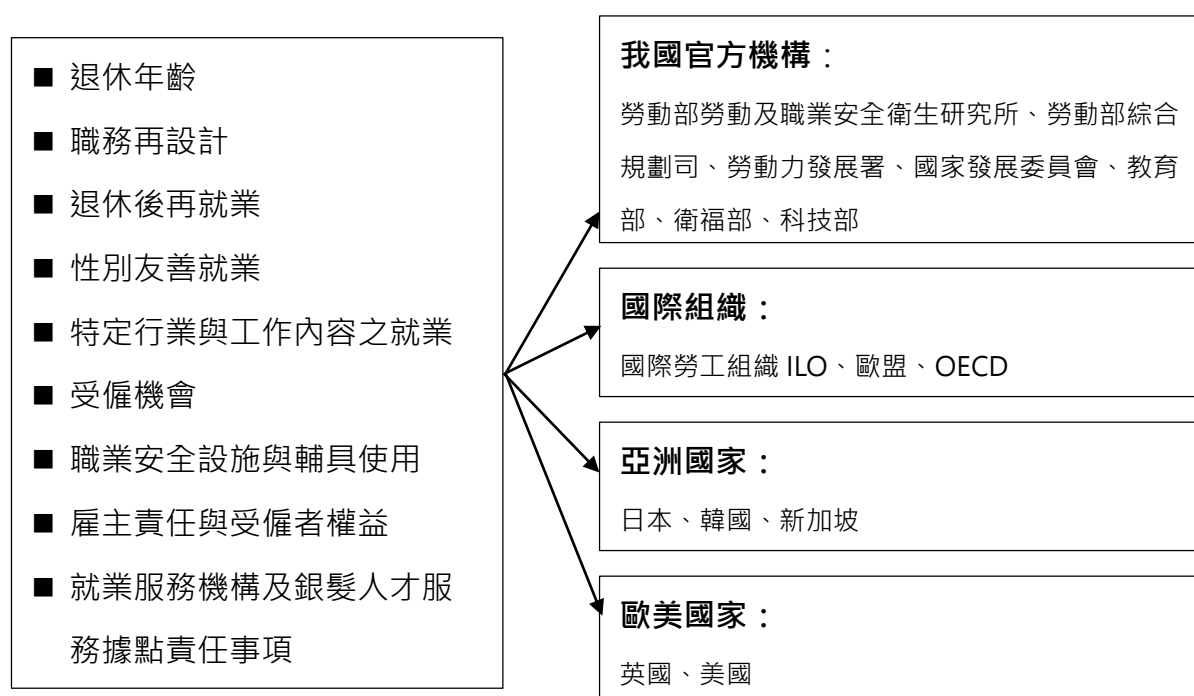 ■ 退休年齡
■ 職務再設計
■ 退休後再就業
■ 性別友善就業
■ 特定行業與工作內容之就業
■ 受僱機會
■ 職業安全設施與輔具使用
■ 雇主責任與受僱者權益
■ 就業服務機構及銀髮人才服
務據點責任事項
我國官方機構：
勞動部勞動及職業安全衛生研究所、勞動部綜合
規劃司、勞動力發展署、國家發展委員會、教育
部、衛福部、科技部
國際組織：
國際勞工組織 ILO、歐盟、OECD
亞洲國家：
日本、韓國、新加坡
歐美國家：
英國、美國